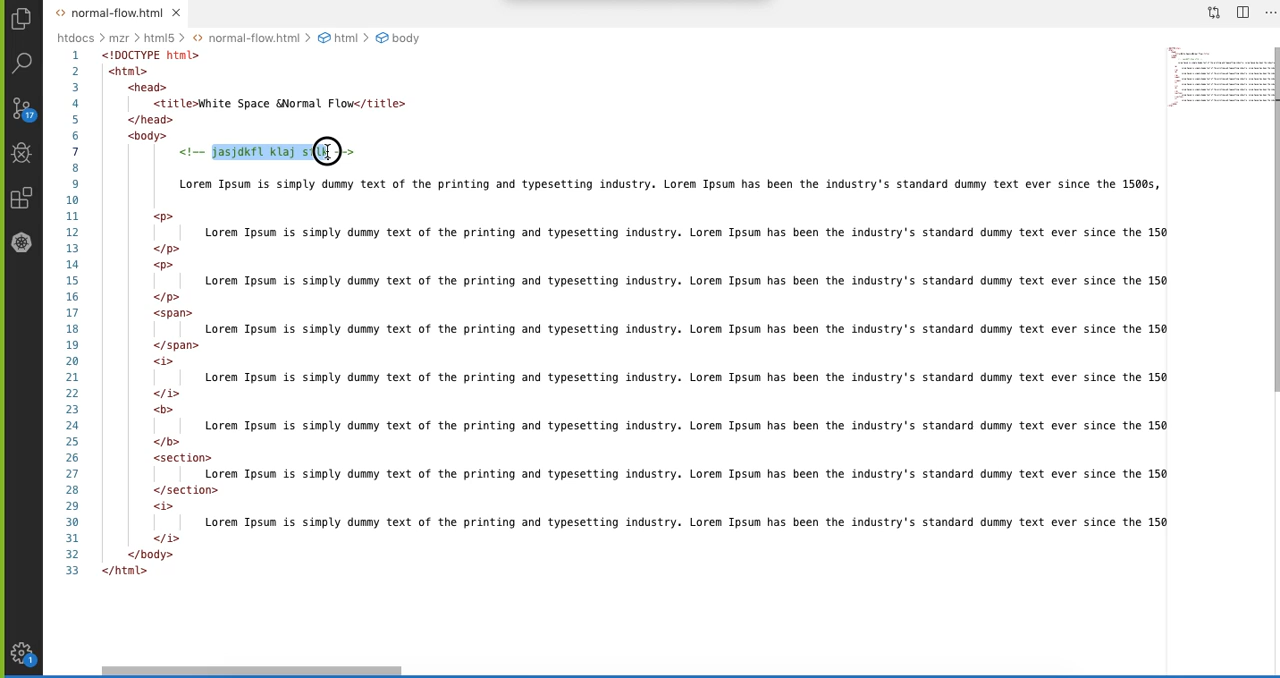 normal-flow.html
htdocs > mzr > html5 > normal-flow.html > html > body
1 <!DOCTYPE html>
2 <html>
3 <head>
4 <title>White Space &Normal Flow</title>
5 </head>
6 <body>
7 <!-- jasjdkfl klaj -->
8
9 Lorem Ipsum is simply dummy text of the printing and typesetting industry. Lorem Ipsum has been the industry's standard dummy text ever since the 1500s,
10
11 <p>
12 Lorem Ipsum is simply dummy text of the printing and typesetting industry. Lorem Ipsum has been the industry's standard dummy text ever since the 150
13 </p>
14 <p>
15 Lorem Ipsum is simply dummy text of the printing and typesetting industry. Lorem Ipsum has been the industry's standard dummy text ever since the 150
16 </p>
17 <span>
18 Lorem Ipsum is simply dummy text of the printing and typesetting industry. Lorem Ipsum has been the industry's standard dummy text ever since the 150
19 </span>
20 <i>
21 Lorem Ipsum is simply dummy text of the printing and typesetting industry. Lorem Ipsum has been the industry's standard dummy text ever since the 150
22 </i>
23 <b>
24 Lorem Ipsum is simply dummy text of the printing and typesetting industry. Lorem Ipsum has been the industry's standard dummy text ever since the 150
25 </b>
26 <section>
27 Lorem Ipsum is simply dummy text of the printing and typesetting industry. Lorem Ipsum has been the industry's standard dummy text ever since the 150
28 </section>
29 <i>
30 Lorem Ipsum is simply dummy text of the printing and typesetting industry. Lorem Ipsum has been the industry's standard dummy text ever since the 150
31 </i>
32 </body>
33 </html>
17
1